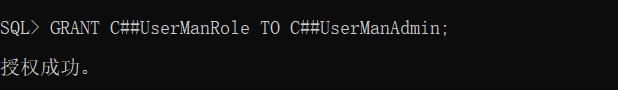 SQL> GRANT C##UserManRole TO C##UserManAdmin;
授权成功。